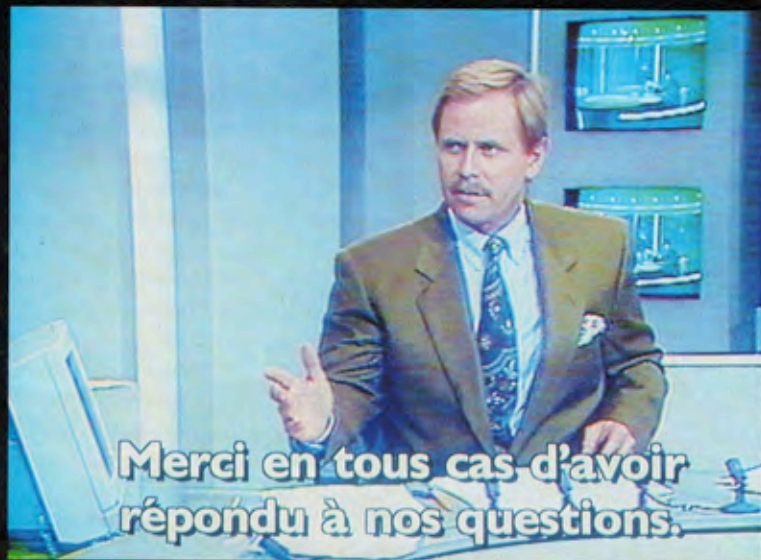 Merci en tous cas d'avoir
répondu à nos questions.